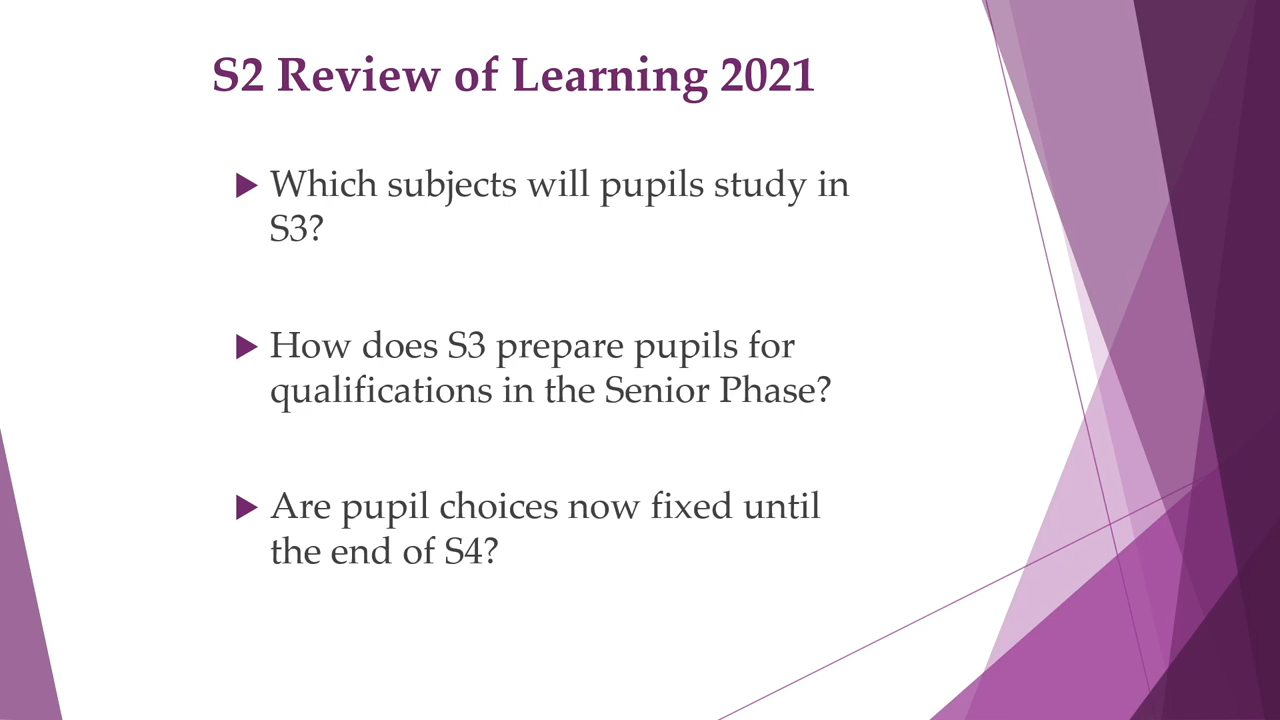 S2 Review of Learning 2021
Which subjects will pupils study in
S3?
How does S3 prepare pupils for
qualifications in the Senior Phase?
Are pupil choices now fixed until
the end of S4?